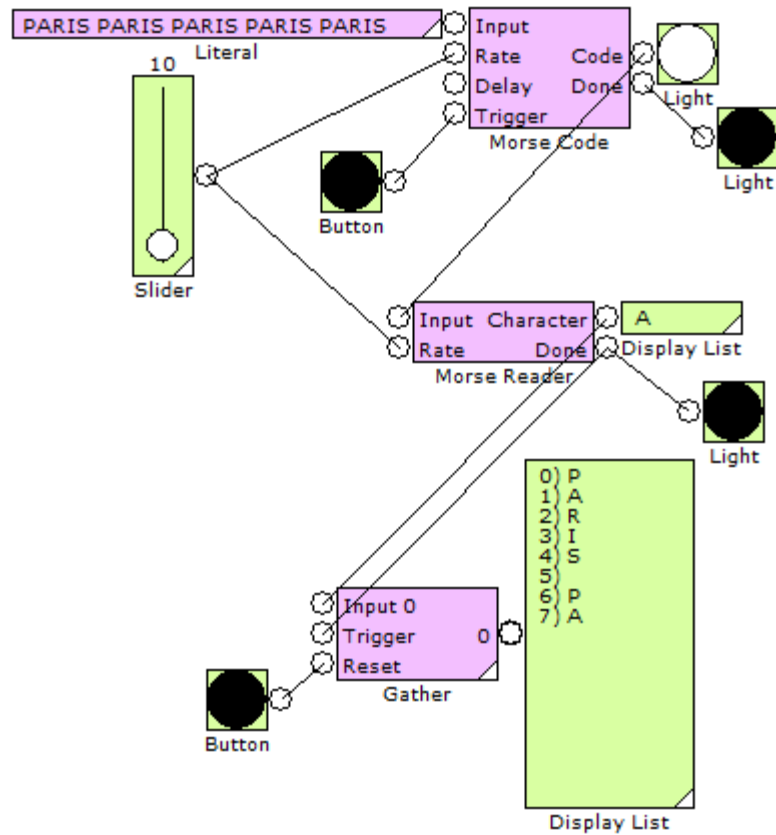 PARIS PARIS PARIS PARIS PARIS
Literal
10
Slider
Input
Rate Code
Delay Done
Trigger
Morse Code
Light
Light
Button
Input Character
Rate Done
Morse Reader
A
Display List
Light
0) P
1) A
2) R
3) I
4) S
5)
6) P
7) A
Display List
Input 0
Trigger 0
Reset
Gather
Button